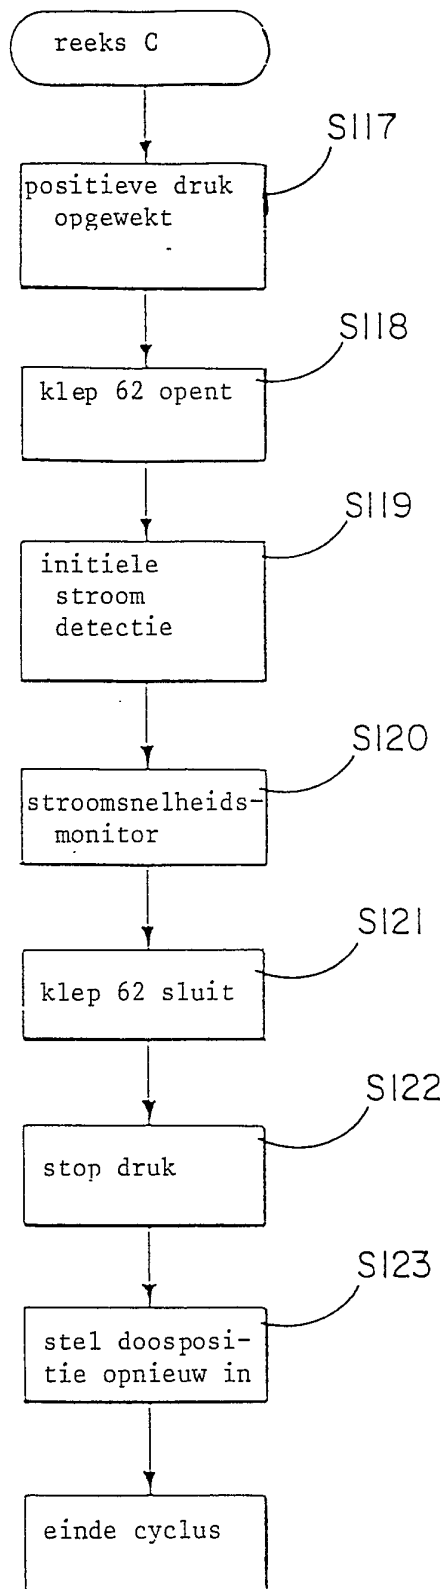 reeks C
S117
positieve druk
opgewekt
S118
klep 62 opent
S119
initiele
stroom
detectie
S120
stroomsnelheids-
monitor
S121
klep 62 sluit
S122
stop druk
S123
stel doosposi-
tie opnieuw in
einde cyclus